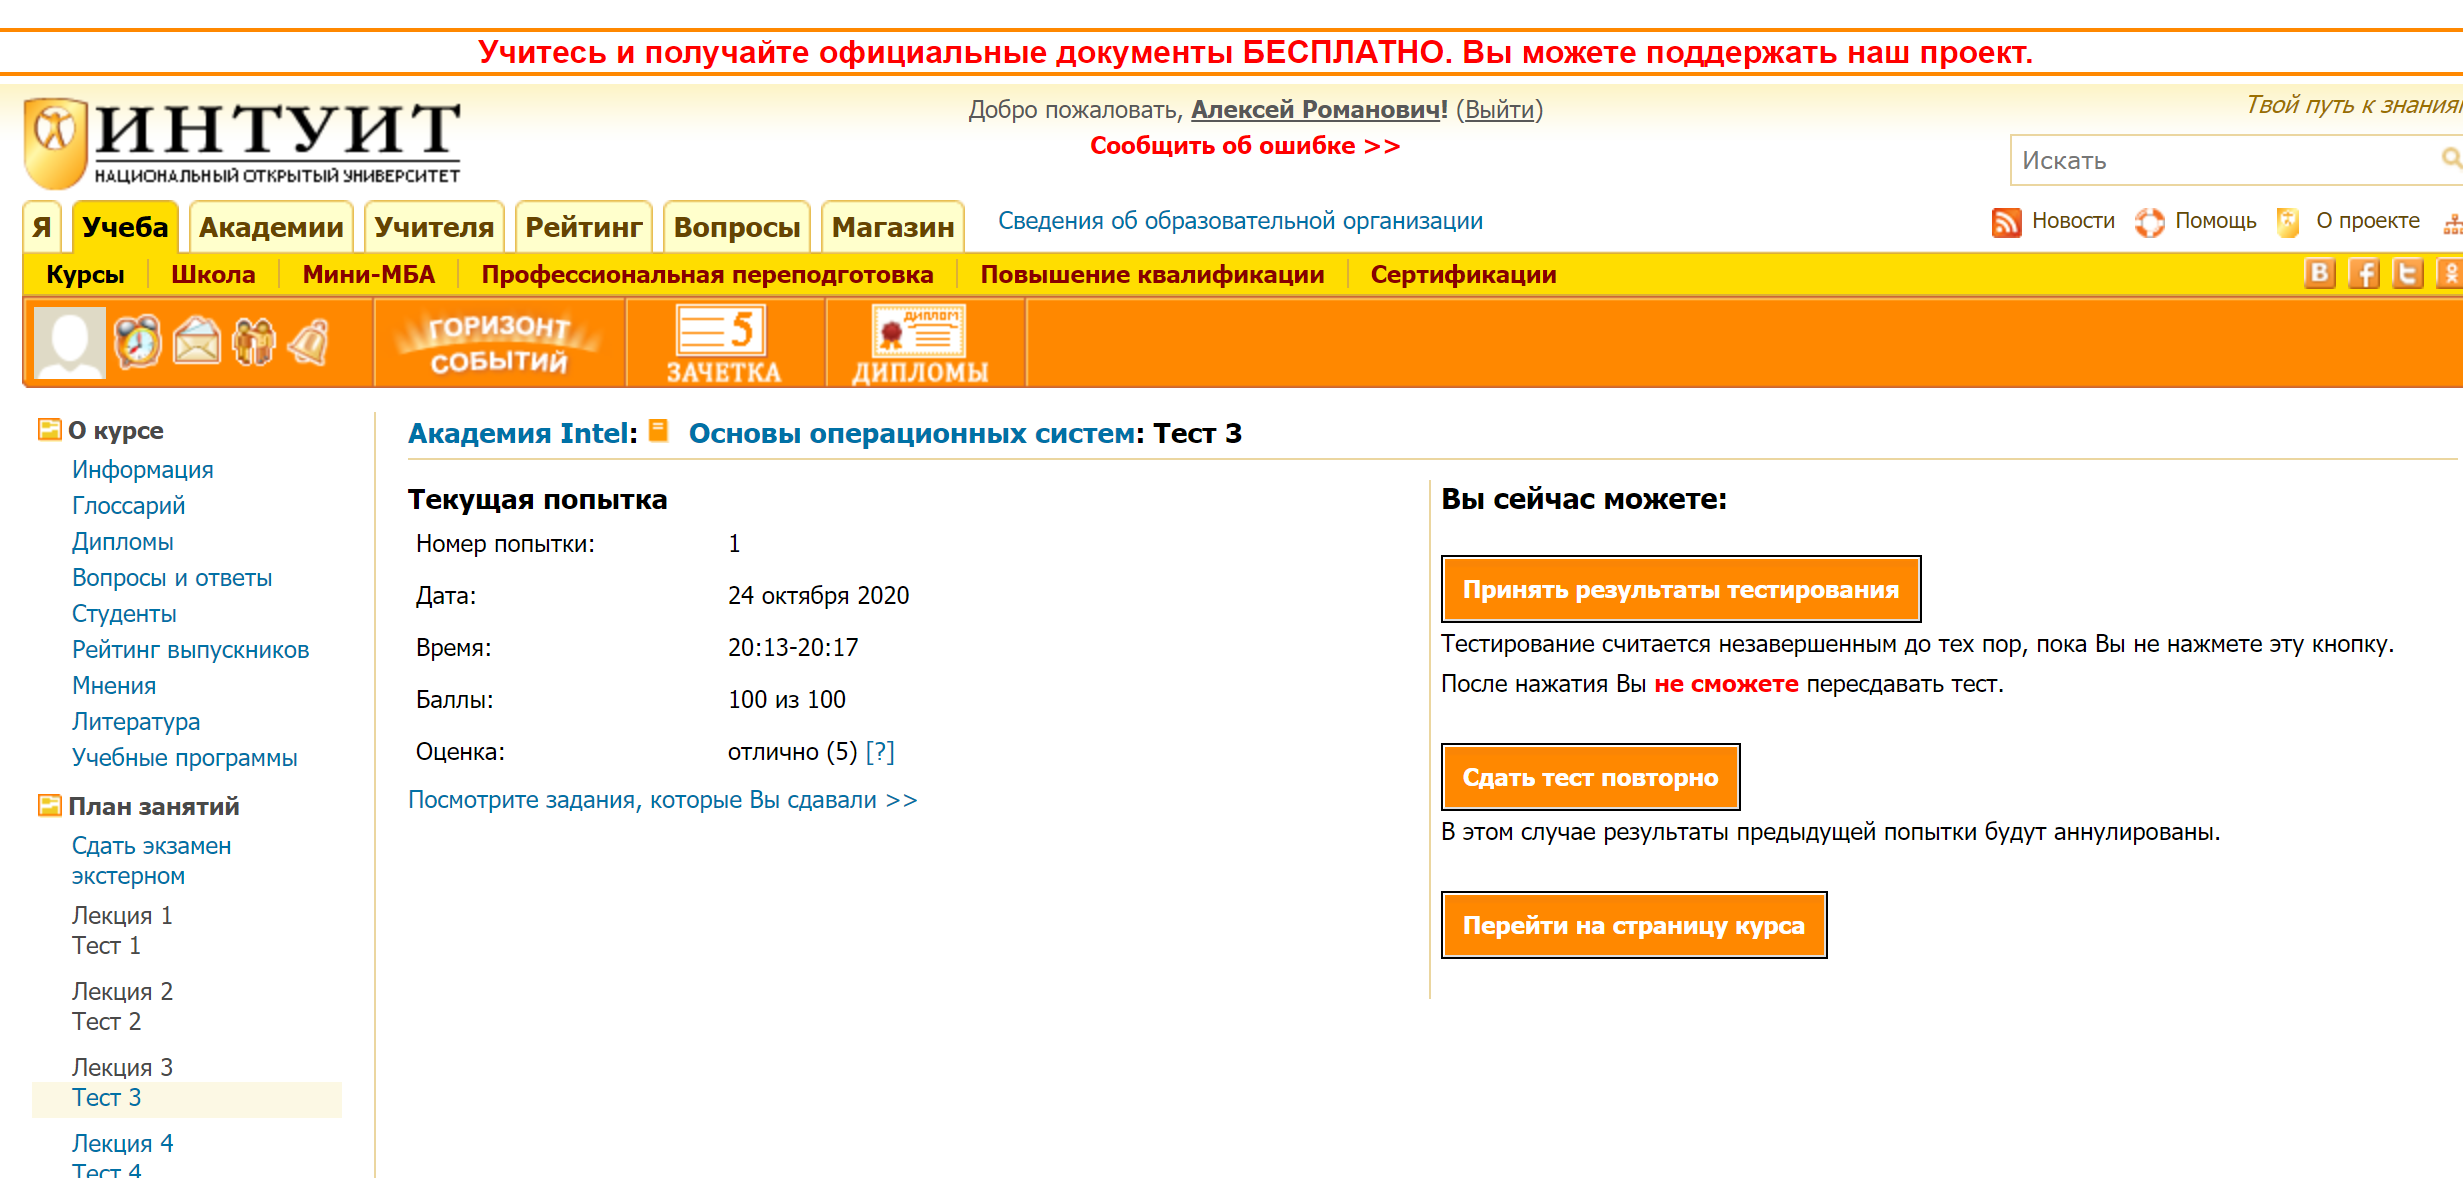 Учитесь и получайте официальные документы БЕСПЛАТНО. Вы можете поддержать наш проект.
ИНТУИТ
НАЦИОНАЛЬНЫЙ ОТКРЫТЫЙ УНИВЕРСИТЕТ
Добро пожаловать, Алексей Романович! (Выйти)
Сообщить об ошибке >>
Твой путь к знаниям
Искать
Я Учеба Академии Учителя Рейтинг Вопросы Магазин Сведения об образовательной организации Новости Помощь О проекте
Курсы Школа Мини-МБА Профессиональная переподготовка Повышение квалификации Сертификации
ГОРИЗОНТ СОБЫТИЙ
5
ЗАЧЕТКА
ДИПЛОМ
ДИПЛОМЫ
О курсе
Информация
Глоссарий
Дипломы
Вопросы и ответы
Студенты
Рейтинг выпускников
Мнения
Литература
Учебные программы
План занятий
Сдать экзамен
экстерном
Лекция 1
Тест 1
Лекция 2
Тест 2
Лекция 3
Тест 3
Лекция 4
Тест 4
Академия Intel: Основы операционных систем: Тест 3
Текущая попытка
Номер попытки: 1
Дата: 24 октября 2020
Время: 20:13-20:17
Баллы: 100 из 100
Оценка: отлично (5) [?]
Посмотрите задания, которые Вы сдавали >>
Вы сейчас можете:
Принять результаты тестирования
Тестирование считается незавершенным до тех пор, пока Вы не нажмете эту кнопку.
После нажатия Вы не сможете пересдавать тест.
Сдать тест повторно
В этом случае результаты предыдущей попытки будут аннулированы.
Перейти на страницу курса